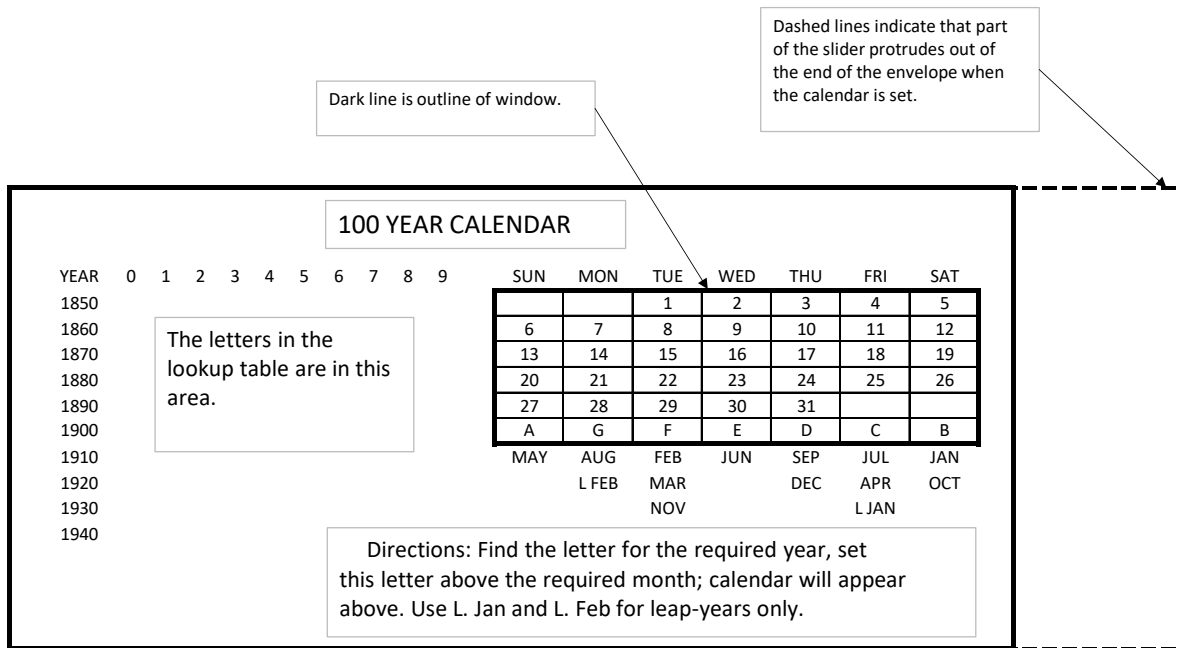 Dashed lines indicate that part
of the slider protrudes out of
the end of the envelope when
the calendar is set.
Dark line is outline of window.
100 YEAR CALENDAR
YEAR 0 1 2 3 4 5 6 7 8 9 SUN MON TUE WED THU FRI SAT
1850 1 2 3 4 5
1860 6 7 8 9 10 11 12
1870 13 14 15 16 17 18 19
1880 20 21 22 23 24 25 26
1890 27 28 29 30 31
1900 A G F E D C B
The letters in the
lookup table are in this
area.
1910 MAY AUG FEB JUN SEP JUL JAN
1920 L FEB MAR DEC APR OCT
1930 NOV L JAN
1940
Directions: Find the letter for the required year, set
this letter above the required month; calendar will appear
above. Use L. Jan and L. Feb for leap-years only.